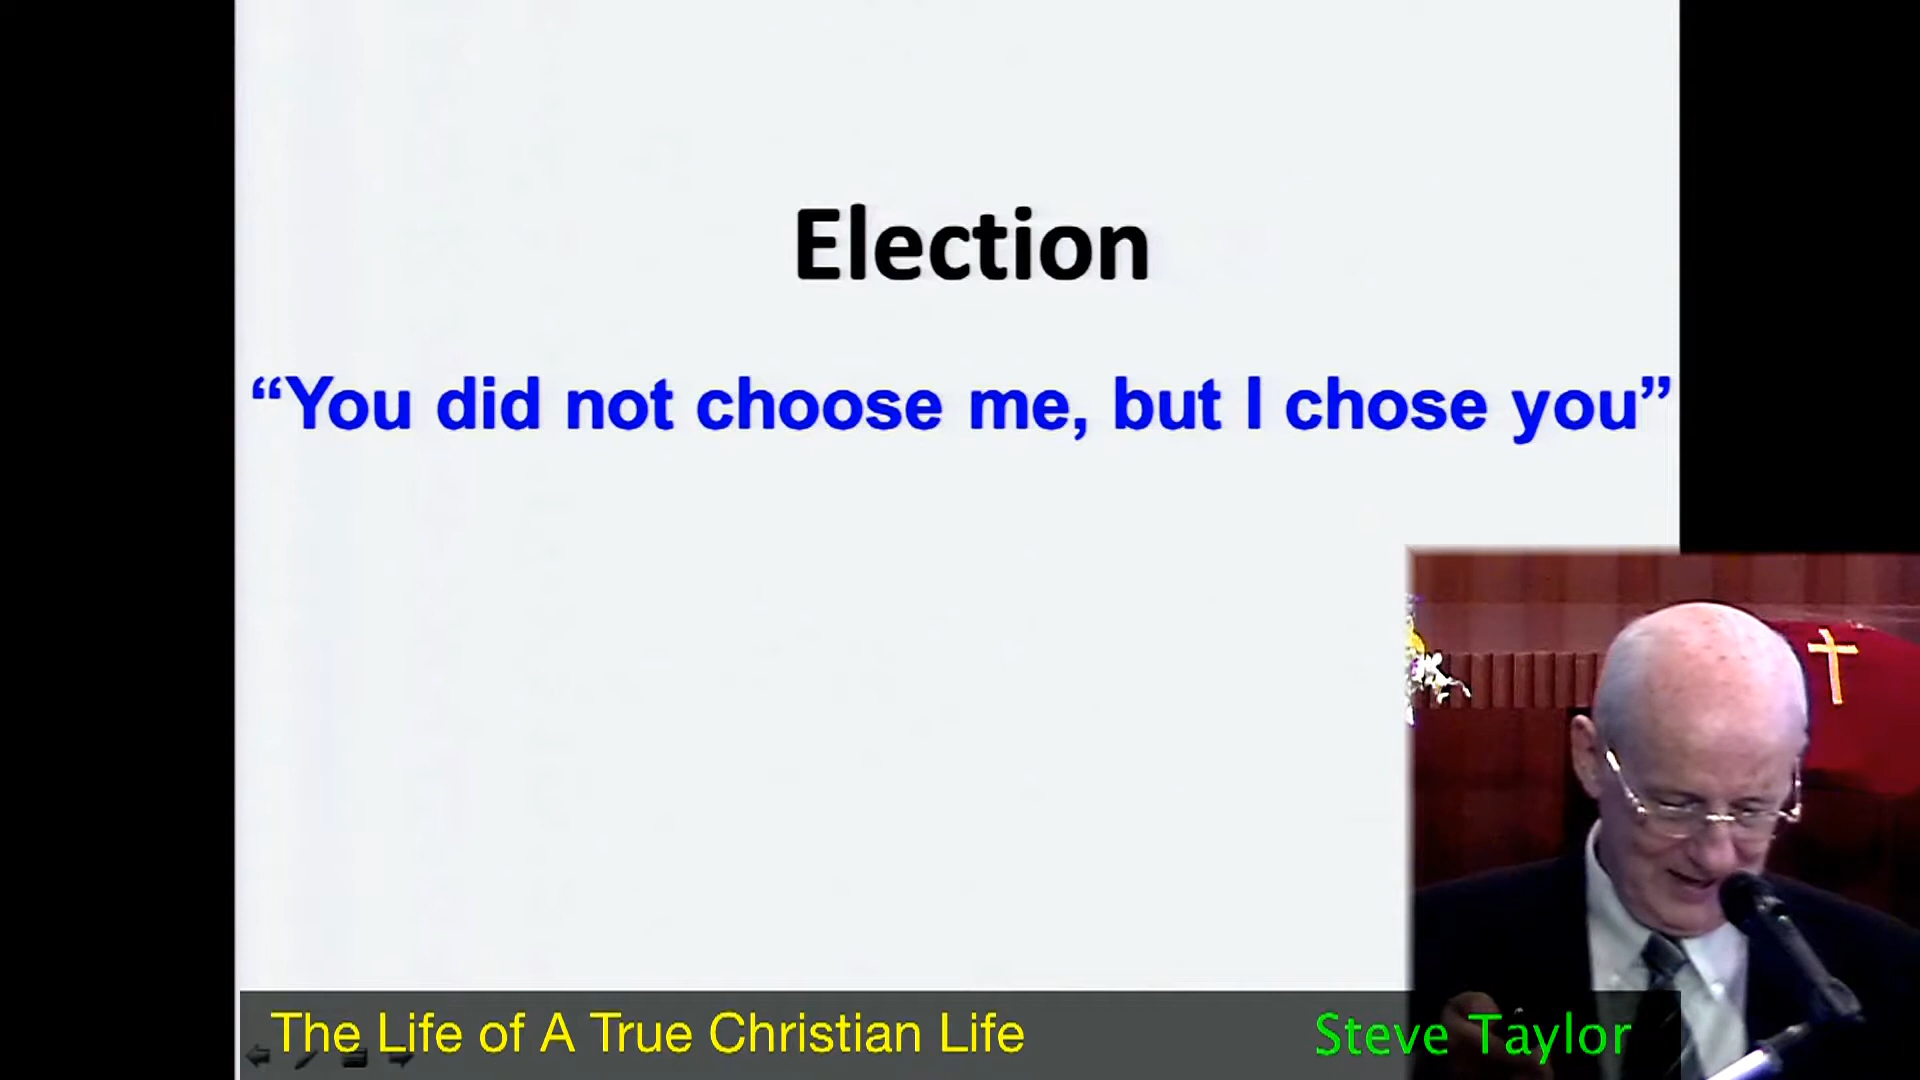 Election
“You did not choose me, but I chose you”
The Life of A True Christian Life
Steve Taylor